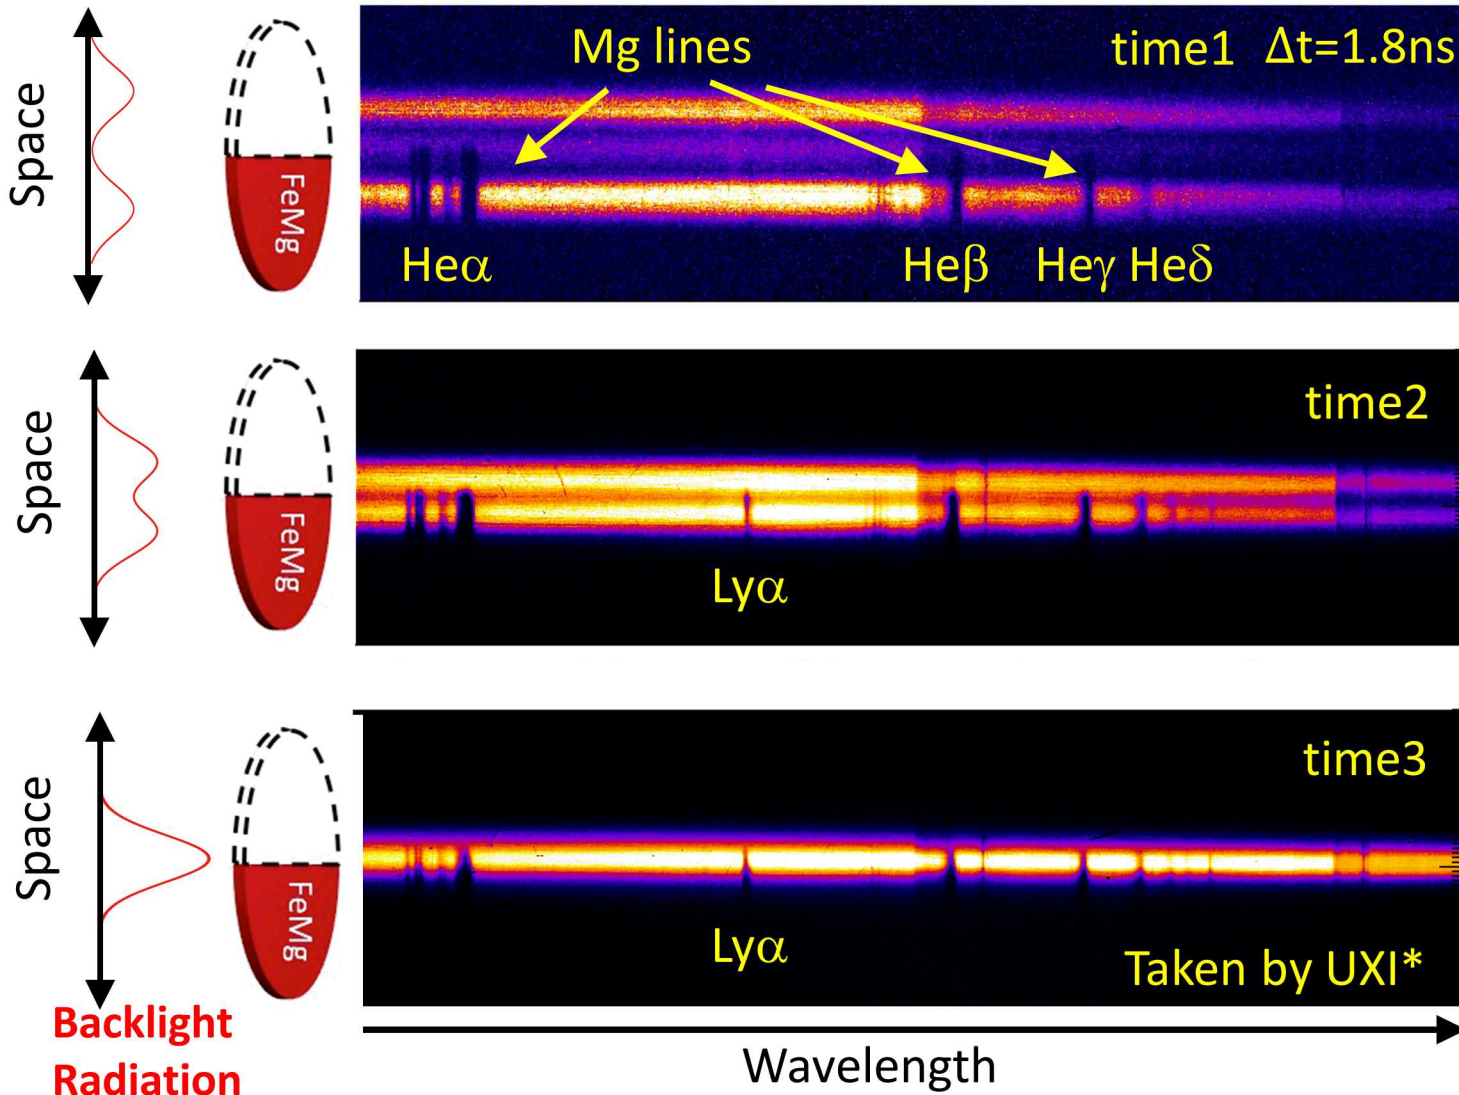 Space
FeMg
Mg lines
time1 Δt=1.8ns
Heα
Heβ
Heγ Heδ
Space
FeMg
time2
Lyα
Space
FeMg
time3
Lyα
Taken by UXI*
Backlight
Radiation
Wavelength